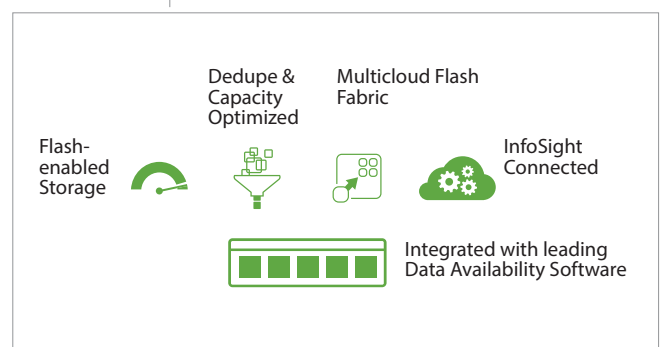 Dedupe &
Capacity
Optimized
Multicloud Flash
Fabric
Flash-
enabled
Storage
InfoSight
Connected
Integrated with leading
Data Availability Software